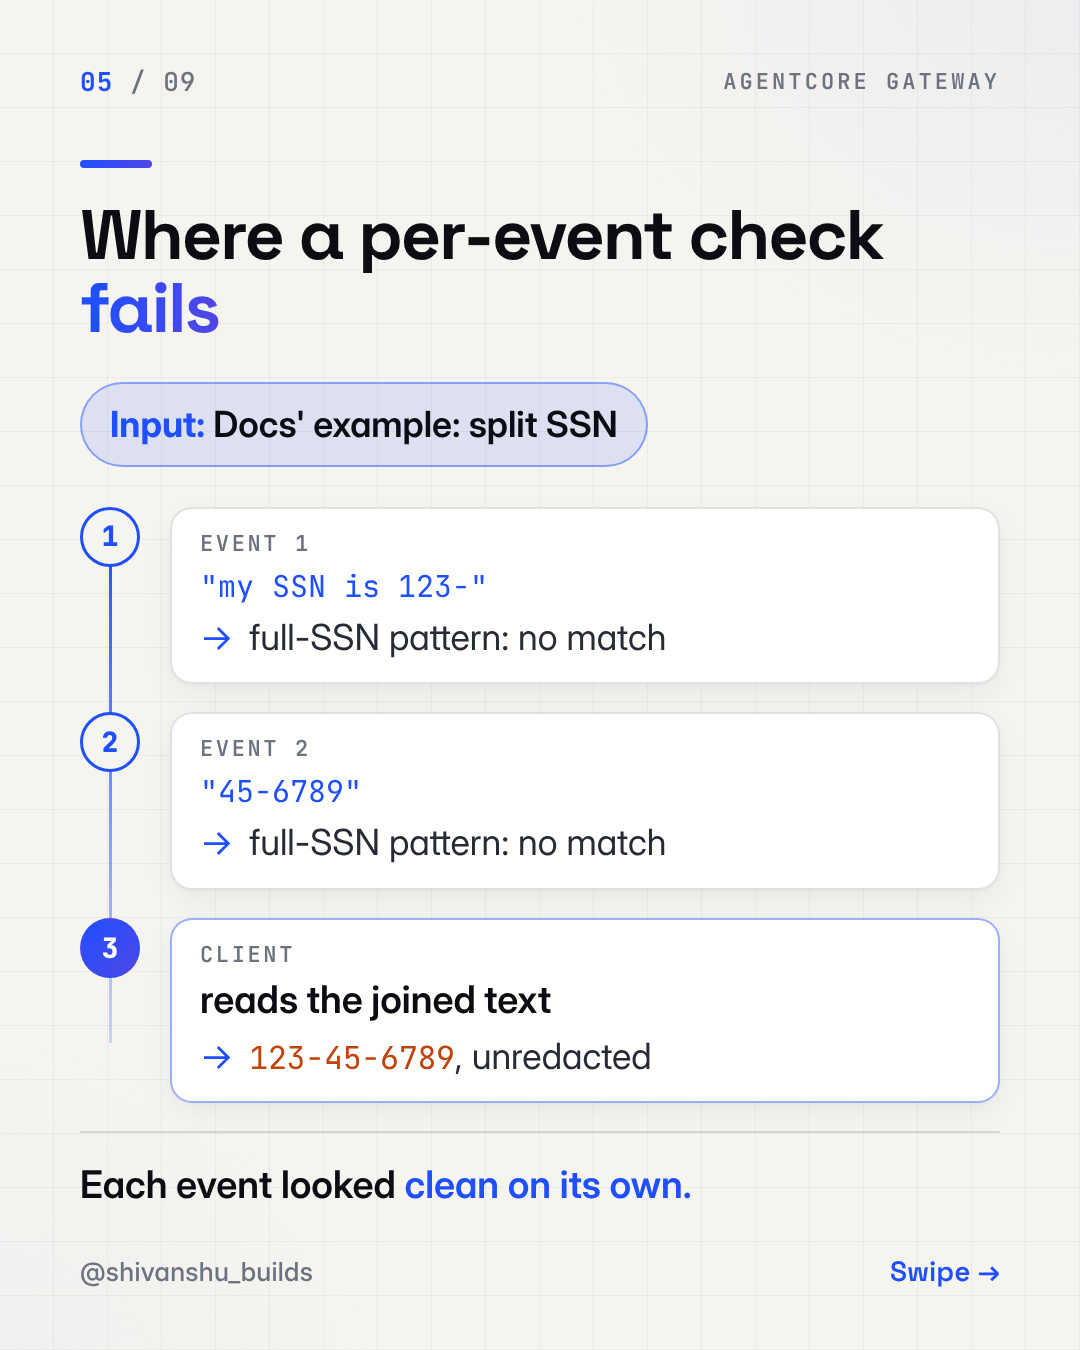 05 / 09
AGENTCORE GATEWAY
Where a per-event check
fails
Input: Docs' example: split SSN
1
EVENT 1
"my SSN is 123-"
→ full-SSN pattern: no match
2
EVENT 2
"45-6789"
→ full-SSN pattern: no match
3
CLIENT
reads the joined text
→ 123-45-6789, unredacted
Each event looked clean on its own.
@shivanshu_builds
Swipe →